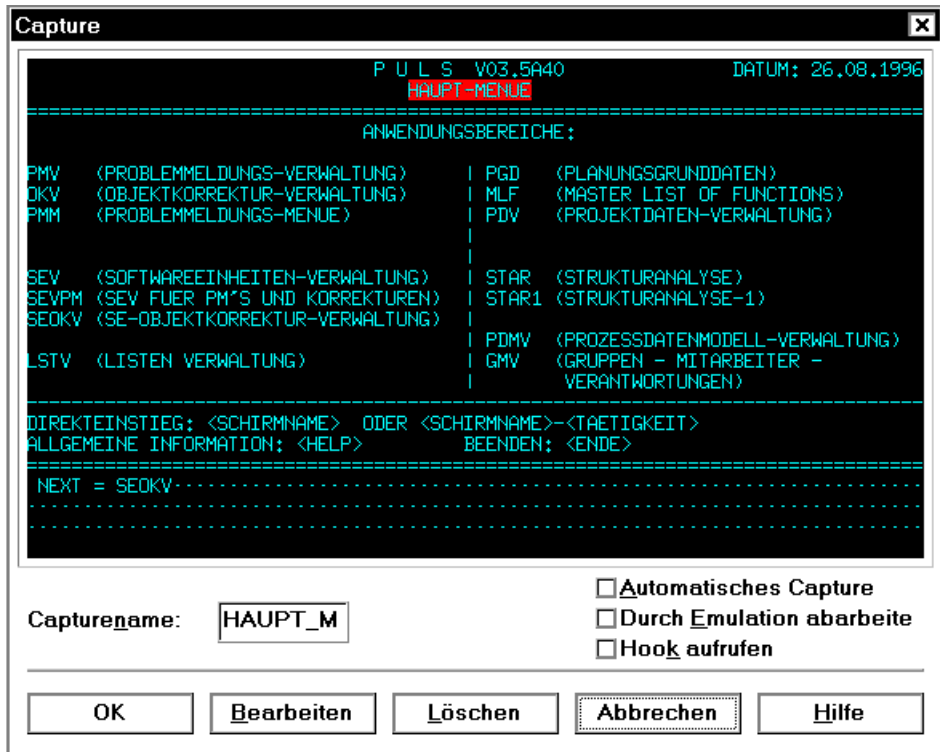 Capture
P U L S  V03.5A40 DATUM: 26.08.1996
HAUPT-MENUE
ANWENDUNGSBEREICHE:
PMV (PROBLEMMELDUNGS-VERWALTUNG) | PGD (PLANUNGSGRUNDDATEN)
OKV (OBJEKTKORREKTUR-VERWALTUNG) | MLF (MASTER LIST OF FUNCTIONS)
PMM (PROBLEMMELDUNGS-MENUE) | PDV (PROJEKTDATEN-VERWALTUNG)
SEV (SOFTWAREEINHEITEN-VERWALTUNG) | STAR (STRUKTURANALYSE)
SEVPM (SEV FUER PM´S UND KORREKTUREN) | STAR1 (STRUKTURANALYSE-1)
SEOKV (SE-OBJEKTKORREKTUR-VERWALTUNG) |
| PDMV (PROZESSDATENMODELL-VERWALTUNG)
LSTV (LISTEN VERWALTUNG) | GMV (GRUPPEN - MITARBEITER -
| VERANTWORTUNGEN)
DIREKTEINSTIEG: <SCHIRMNAME> ODER <SCHIRMNAME>-<TAETIGKEIT>
ALLGEMEINE INFORMATION: <HELP> BEENDEN: <ENDE>
NEXT = SEOKV
Automatisches Capture
Capturename: HAUPT_M
Durch Emulation abarbeite
Hook aufrufen
OK Bearbeiten Löschen Abbrechen Hilfe